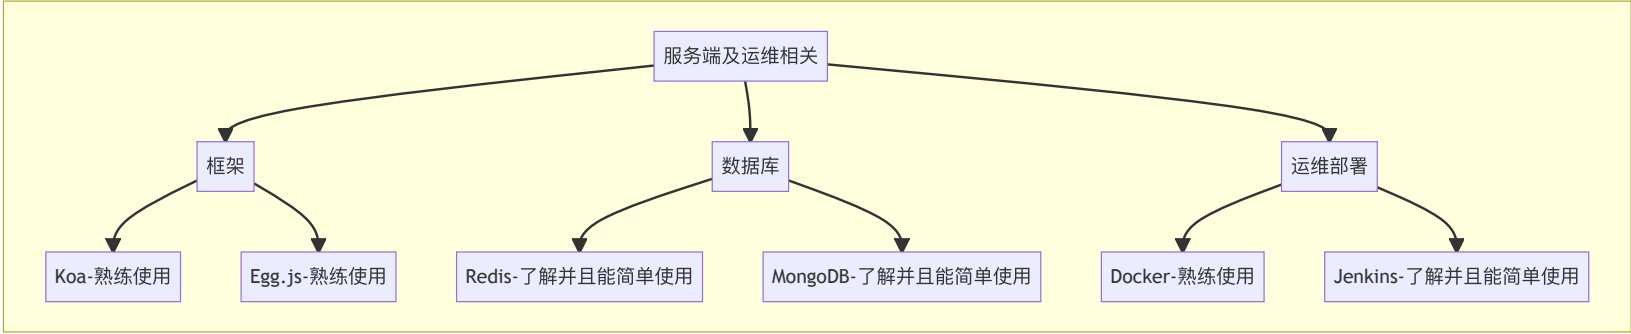 服务端及运维相关
框架
数据库
运维部署
Koa-熟练使用
Egg.js-熟练使用
Redis-了解并且能简单使用
MongoDB-了解并且能简单使用
Docker-熟练使用
Jenkins-了解并且能简单使用